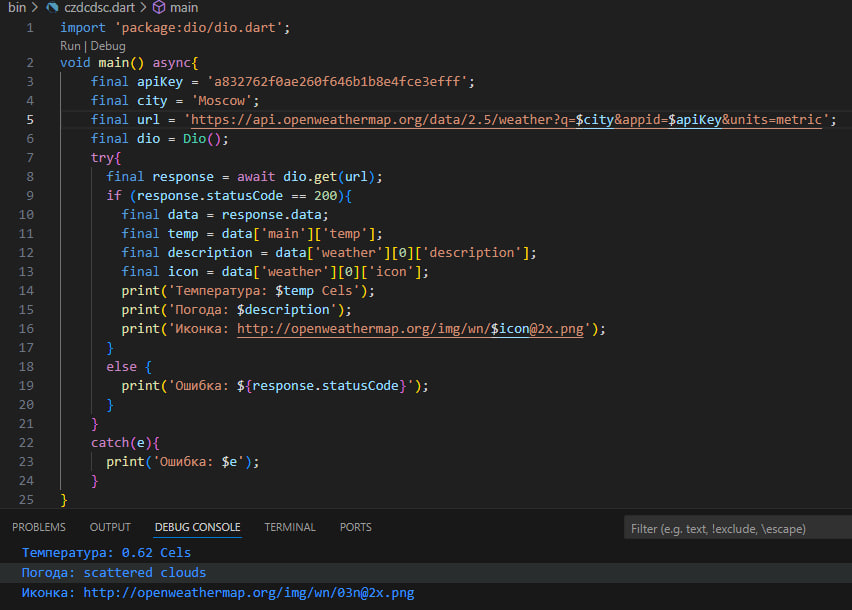 bin > czdcdsc.dart > main
1 import 'package:dio/dio.dart';
Run | Debug
2 void main() async{
3     final apiKey = 'a832762f0ae260f646b1b8e4fce3efff';
4     final city = 'Moscow';
5     final url = 'https://api.openweathermap.org/data/2.5/weather?q=$city&appid=$apiKey&units=metric';
6     final dio = Dio();
7     try{
8       final response = await dio.get(url);
9       if (response.statusCode == 200){
10         final data = response.data;
11         final temp = data['main']['temp'];
12         final description = data['weather'][0]['description'];
13         final icon = data['weather'][0]['icon'];
14         print('Температура: $temp Cels');
15         print('Погода: $description');
16         print('Иконка: http://openweathermap.org/img/wn/$icon@2x.png');
17       }
18       else {
19         print('Ошибка: ${response.statusCode}');
20       }
21     }
22     catch(e){
23       print('Ошибка: $e');
24     }
25 }
PROBLEMS OUTPUT DEBUG CONSOLE TERMINAL PORTS Filter (e.g. text, !exclude, \escape)
Температура: 0.62 Cels
Погода: scattered clouds
Иконка: http://openweathermap.org/img/wn/03n@2x.png